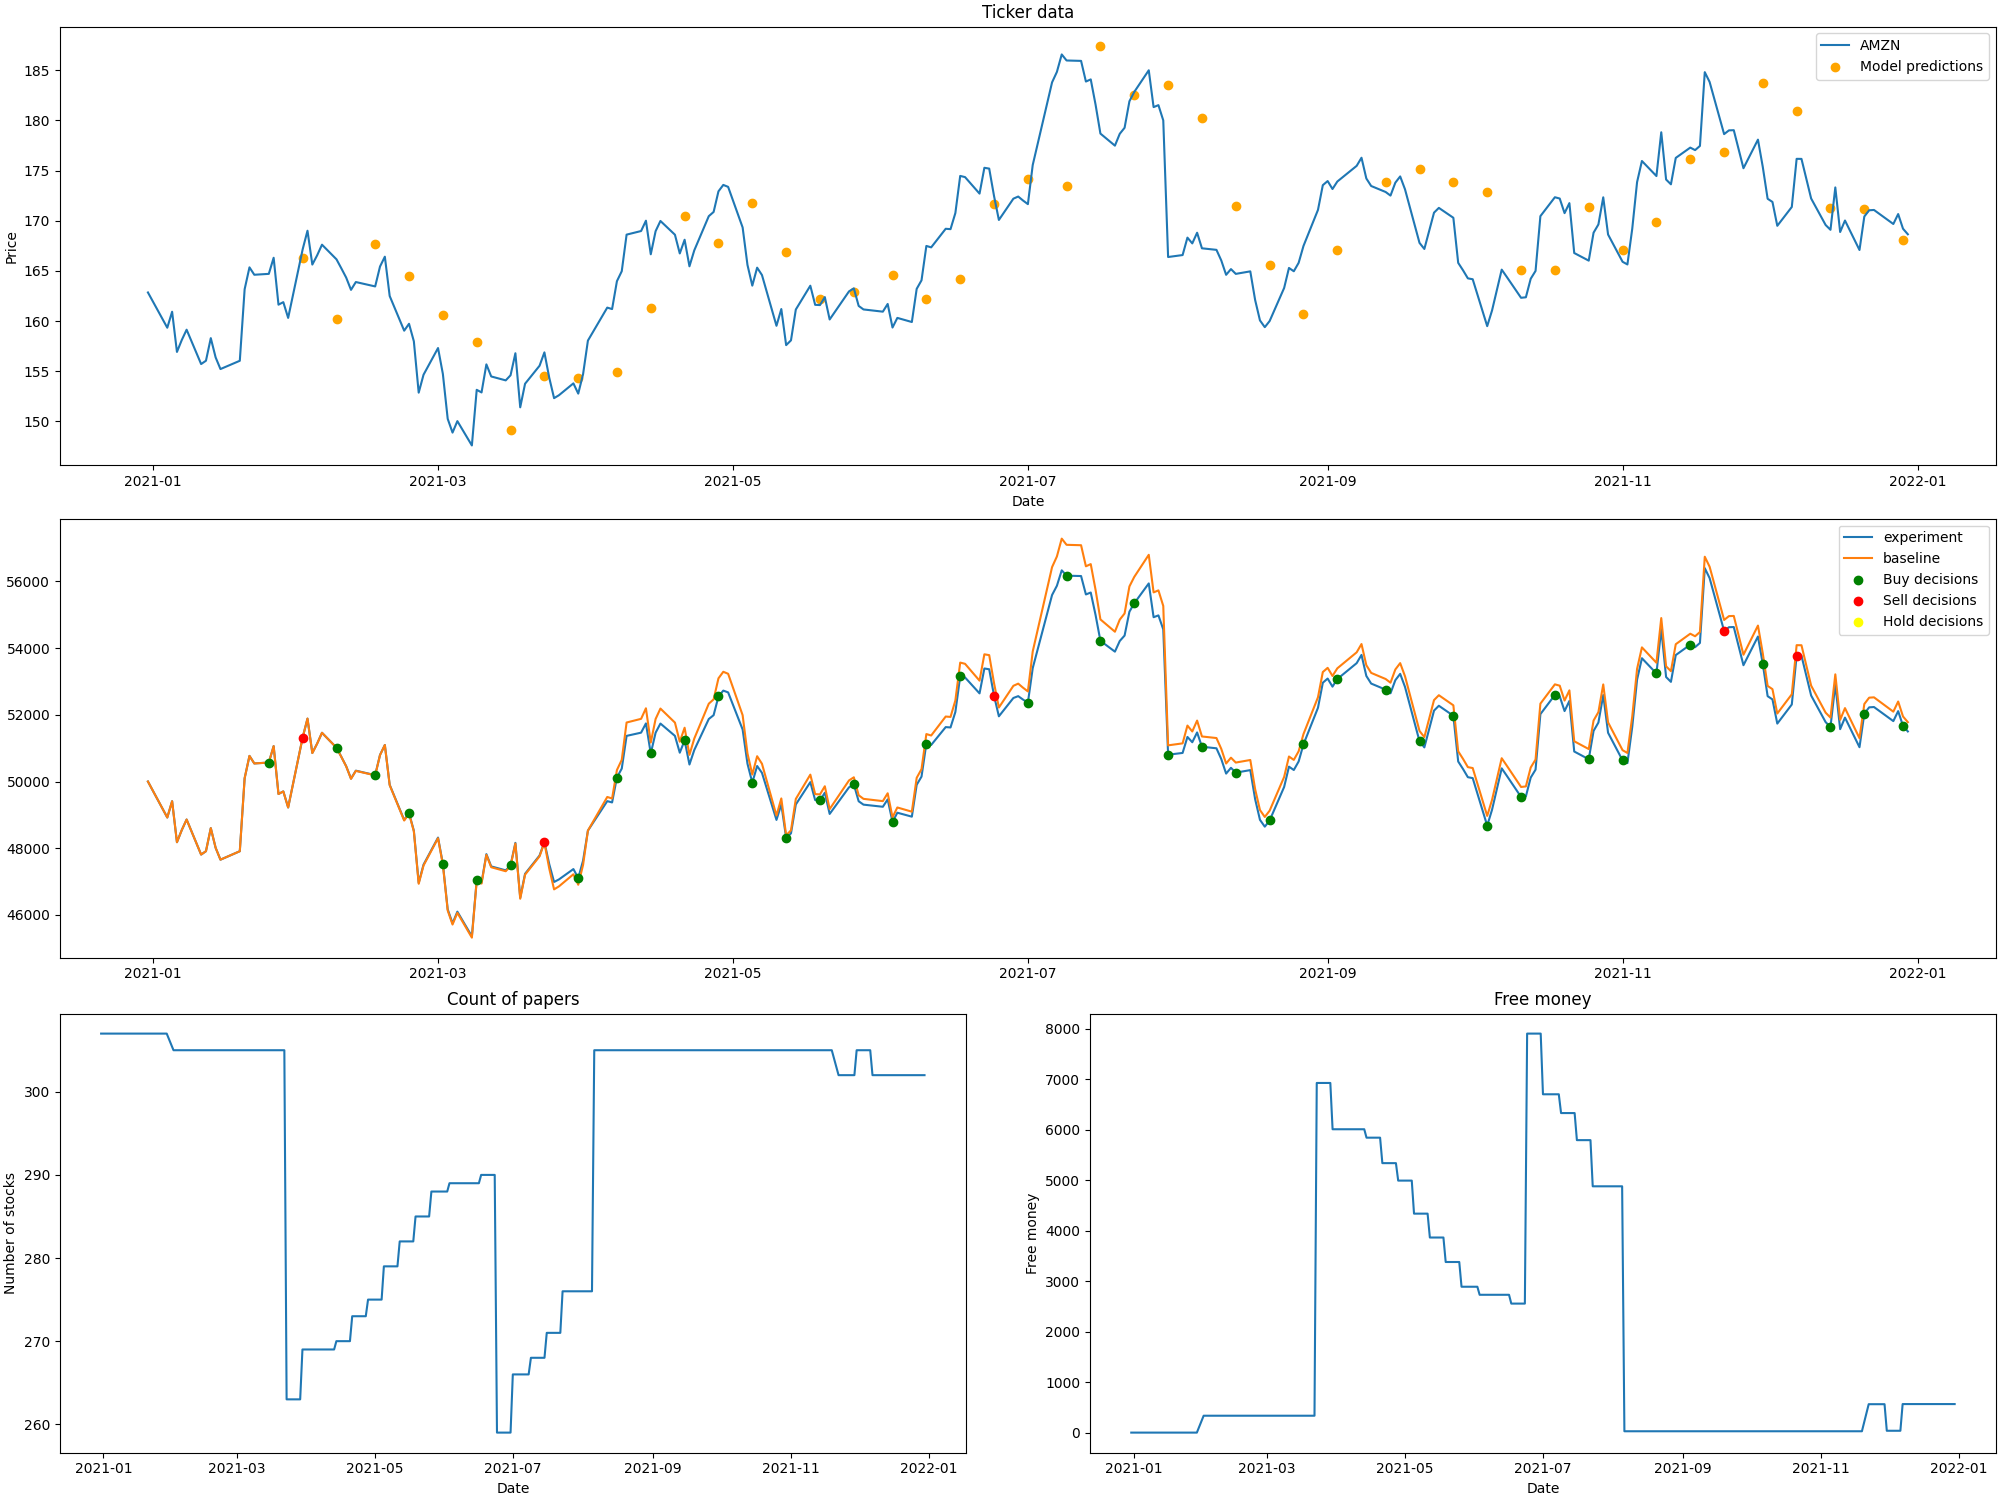 Ticker data
AMZN
Model predictions
Price
185
180
175
170
165
160
155
150
2021-01 2021-03 2021-05 2021-07 2021-09 2021-11 2022-01
Date
experiment
baseline
Buy decisions
Sell decisions
Hold decisions
56000
54000
52000
50000
48000
46000
2021-01 2021-03 2021-05 2021-07 2021-09 2021-11 2022-01
Count of papers
Number of stocks
300
290
280
270
260
2021-01 2021-03 2021-05 2021-07 2021-09 2021-11 2022-01
Date
Free money
Free money
8000
7000
6000
5000
4000
3000
2000
1000
0
2021-01 2021-03 2021-05 2021-07 2021-09 2021-11 2022-01
Date